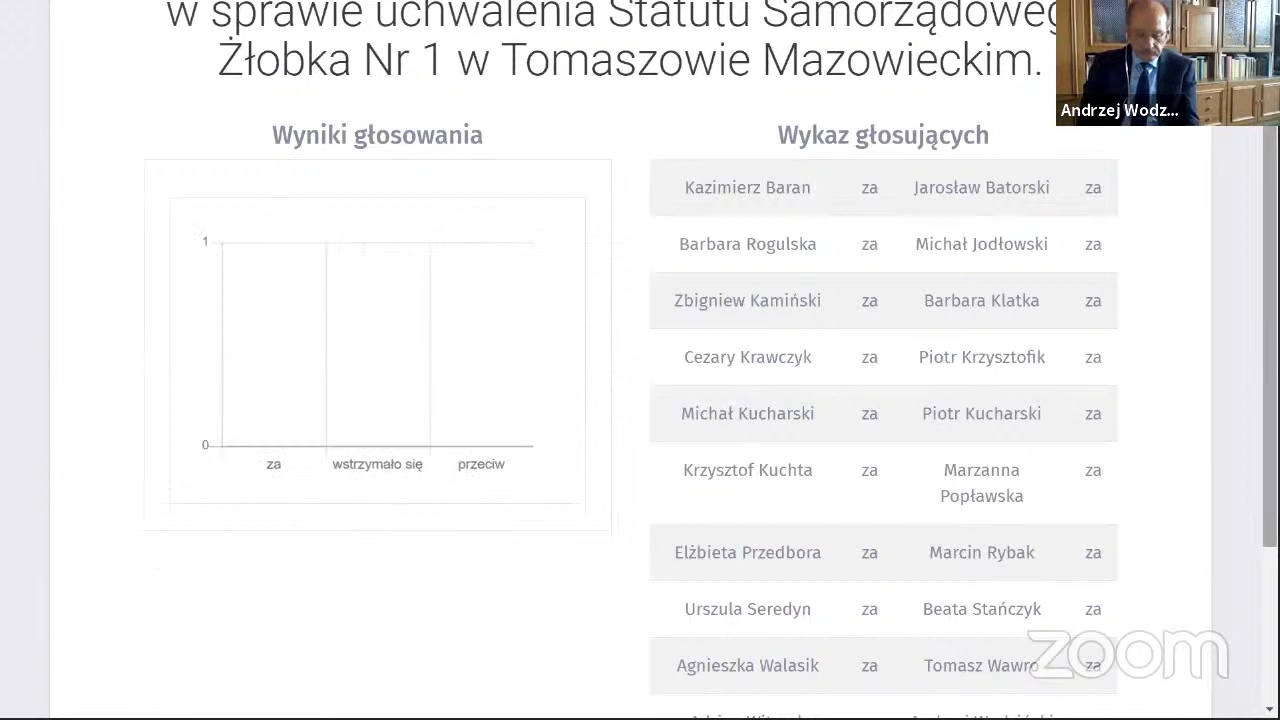 w sprawie uchwalenia Statutu Samorządoweg
Żłobka Nr 1 w Tomaszowie Mazowieckim.
Andrzej Wodz...
Wyniki głosowania
1
0
za wstrzymało się przeciw
Wykaz głosujących
Kazimierz Baran za Jarosław Batorski za
Barbara Rogulska za Michał Jodłowski za
Zbigniew Kamiński za Barbara Klatka za
Cezary Krawczyk za Piotr Krzysztofik za
Michał Kucharski za Piotr Kucharski za
Krzysztof Kuchta za Marzanna za
Popławska
Elżbieta Przedbora za Marcin Rybak za
Urszula Seredyn za Beata Stańczyk za
Agnieszka Walasik za Tomasz Wawro za
zoom